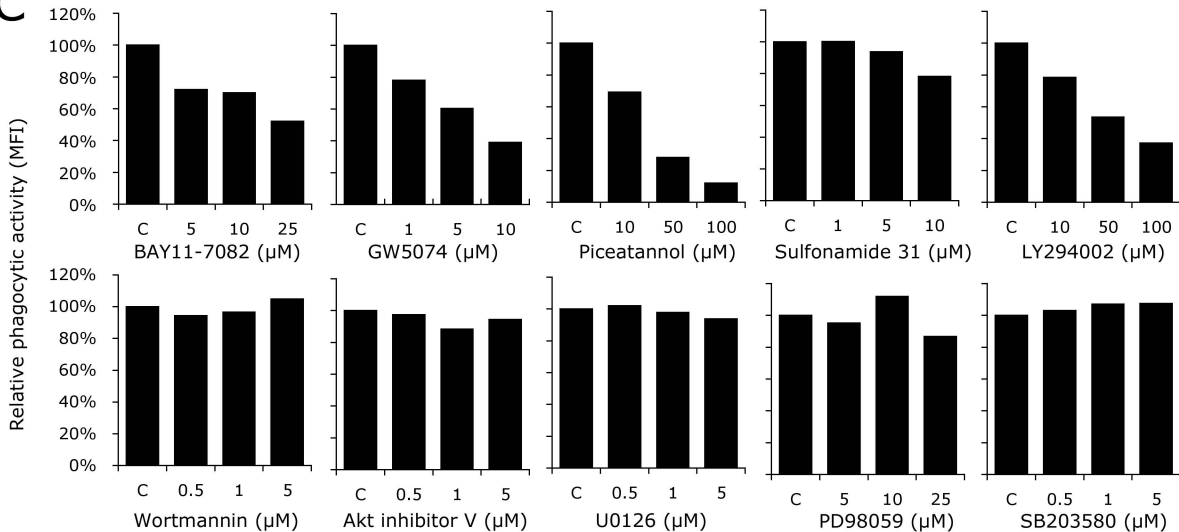 C
Relative phagocytic activity (MFI)
120%
100%
80%
60%
40%
20%
0%
C 5 10 25
BAY11-7082 (µM)
C 1 5 10
GW5074 (µM)
C 10 50 100
Piceatannol (µM)
C 1 5 10
Sulfonamide 31 (µM)
C 10 50 100
LY294002 (µM)
120%
100%
80%
60%
40%
20%
0%
C 0.5 1 5
Wortmannin (µM)
C 0.5 1 5
Akt inhibitor V (µM)
C 0.5 1 5
U0126 (µM)
C 5 10 25
PD98059 (µM)
C 0.5 1 5
SB203580 (µM)